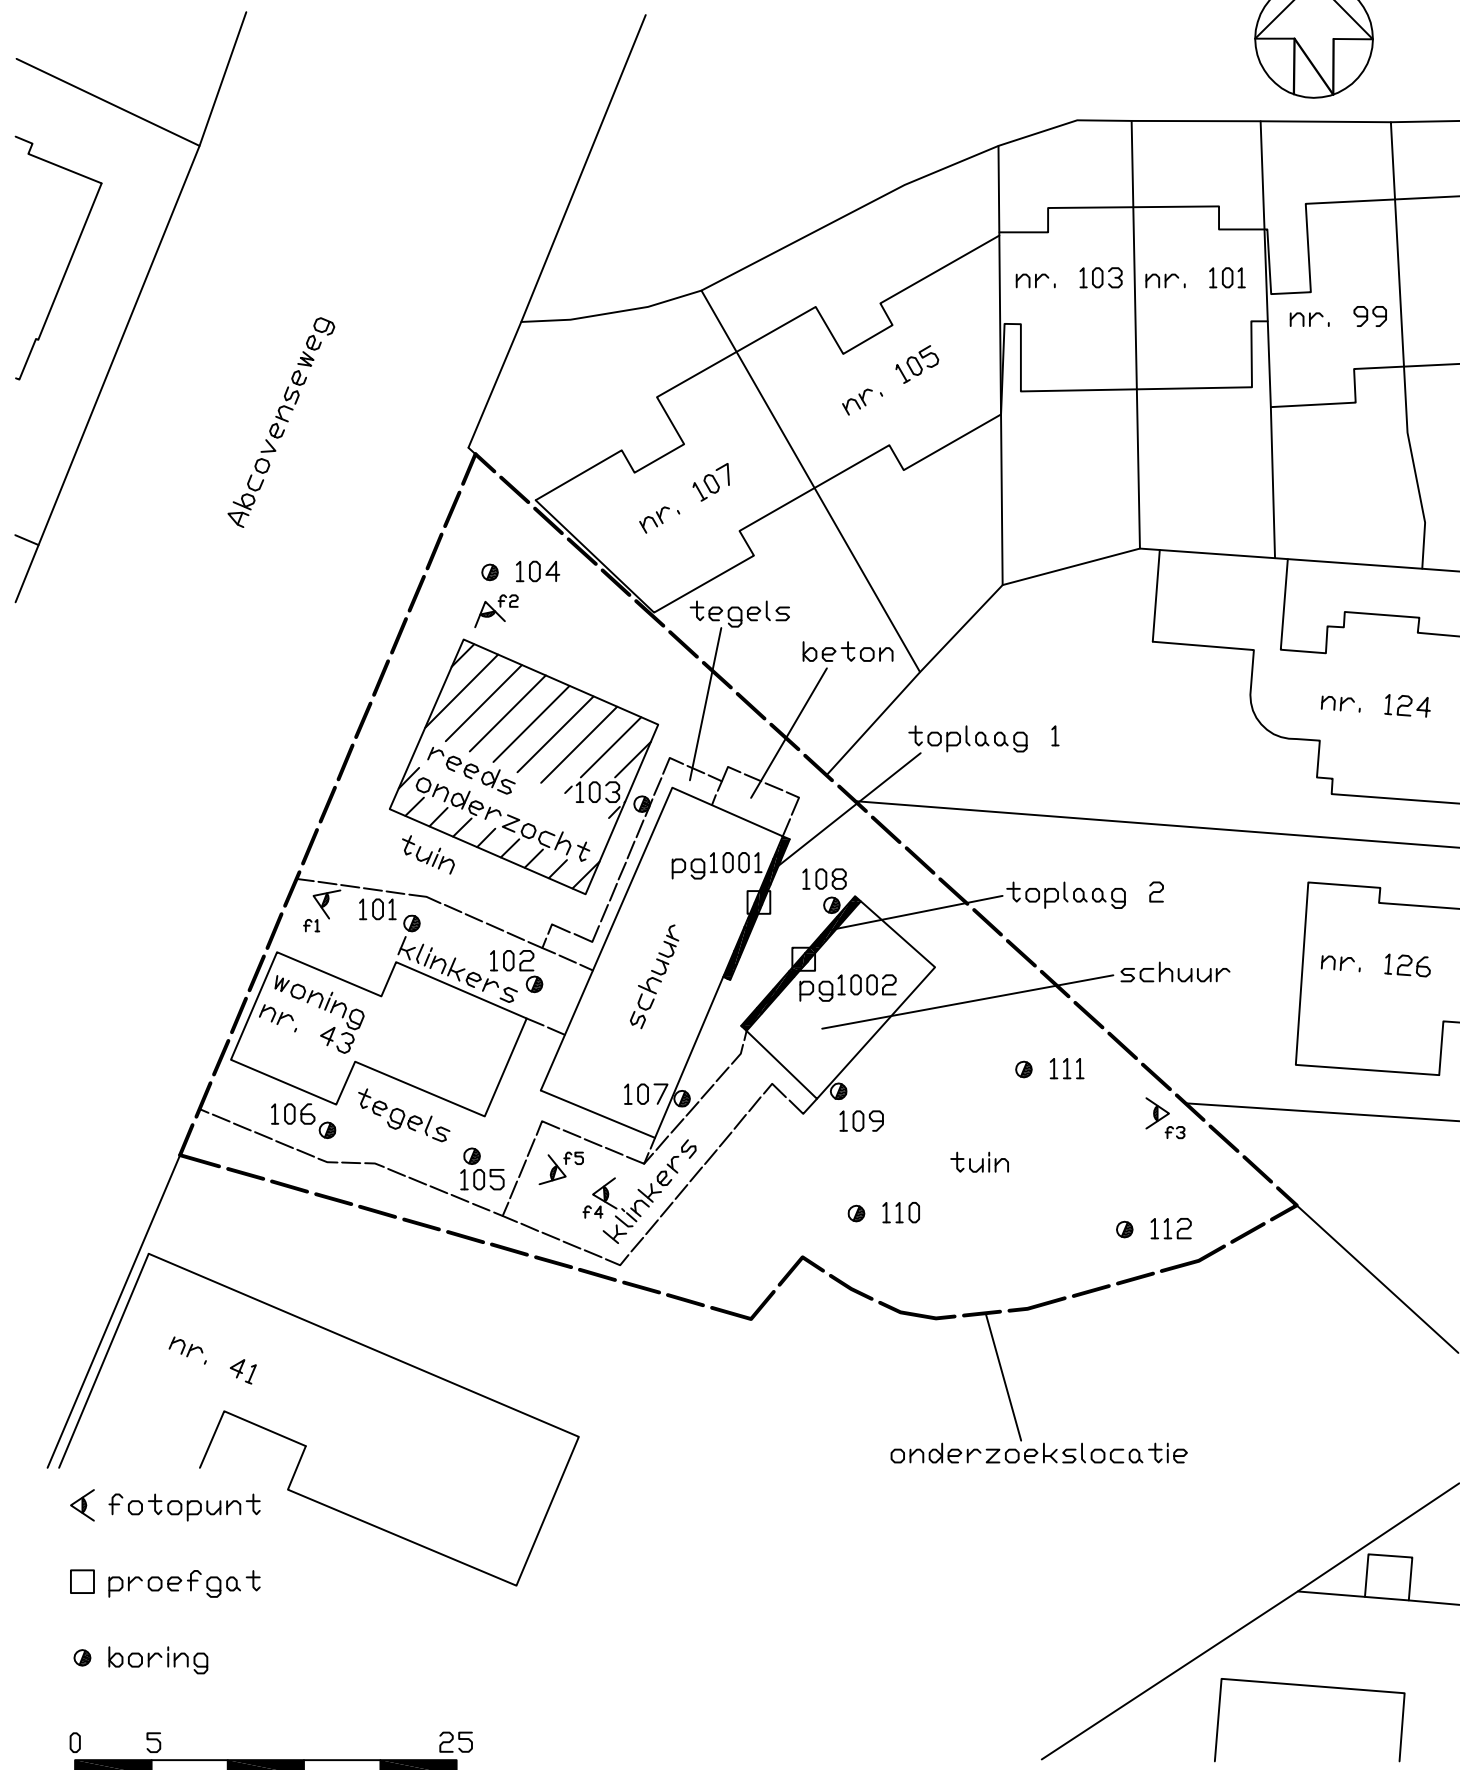 N
nr. 103
nr. 101
nr. 99
nr. 105
Abcovenseweg
nr. 107
104
f2
tegels
beton
nr. 124
toplaag 1
reeds
onderzocht
103
tuin
pg1001
108
toplaag 2
f1
101
klinkers
102
schuur
nr. 126
schuur
pg1002
woning
nr. 43
111
107
109
106
tegels
105
f3
tuin
f5
f4
klinkers
110
112
nr. 41
onderzoekslocatie
fotopunt
proefgat
boring
0 5 25